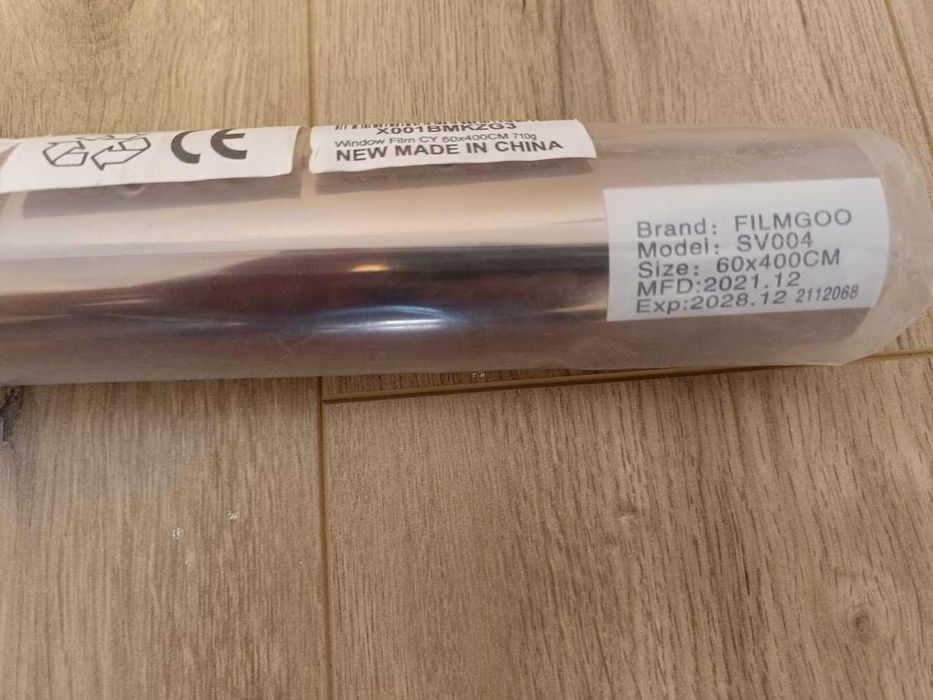 CE
X001BMKZG3
Window Film CY 60x400CM 710g
NEW MADE IN CHINA
Brand: FILMGOO
Model: SV004
Size: 60x400CM
MFD:2021.12
Exp:2028.12 2112068